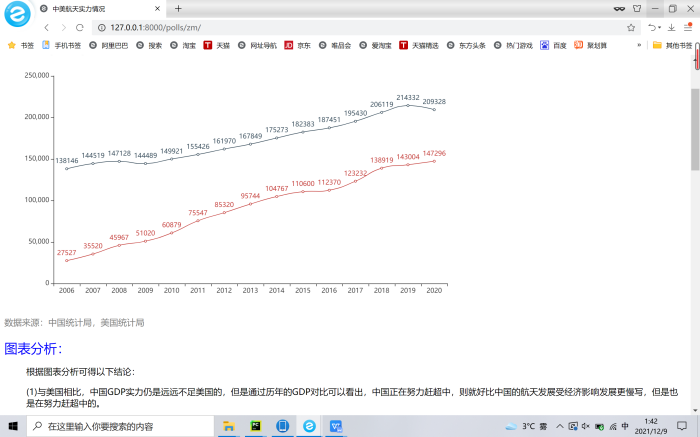 中美航天实力情况
127.0.0.1:8000/polls/zm/
书签 手机书签 阿里巴巴 搜索 淘宝 天猫 网址导航 京东 唯品会 爱淘宝 天猫精选 东方头条 热门游戏 百度 聚划算 » 其他书签
250,000
200,000
150,000
100,000
50,000
0
138146 144519 147128 144489 149921 155426 161970 167849 175273 182383 187451 195430 206119 214332 209328
27527 35520 45967 51020 60879 75547 85320 95744 104767 110600 112370 123232 138919 143004 147296
2006 2007 2008 2009 2010 2011 2012 2013 2014 2015 2016 2017 2018 2019 2020
数据来源：中国统计局，美国统计局
图表分析：
根据图表分析可得以下结论：
(1)与美国相比，中国GDP实力仍是远远不足美国的，但是通过历年的GDP对比可以看出，中国正在努力赶超中，则就好比中国的航天发展受经济影响发展更慢写，但是也
是在努力赶超中的。
在这里输入你要搜索的内容
3°C 雾
中
1:42
2021/12/9